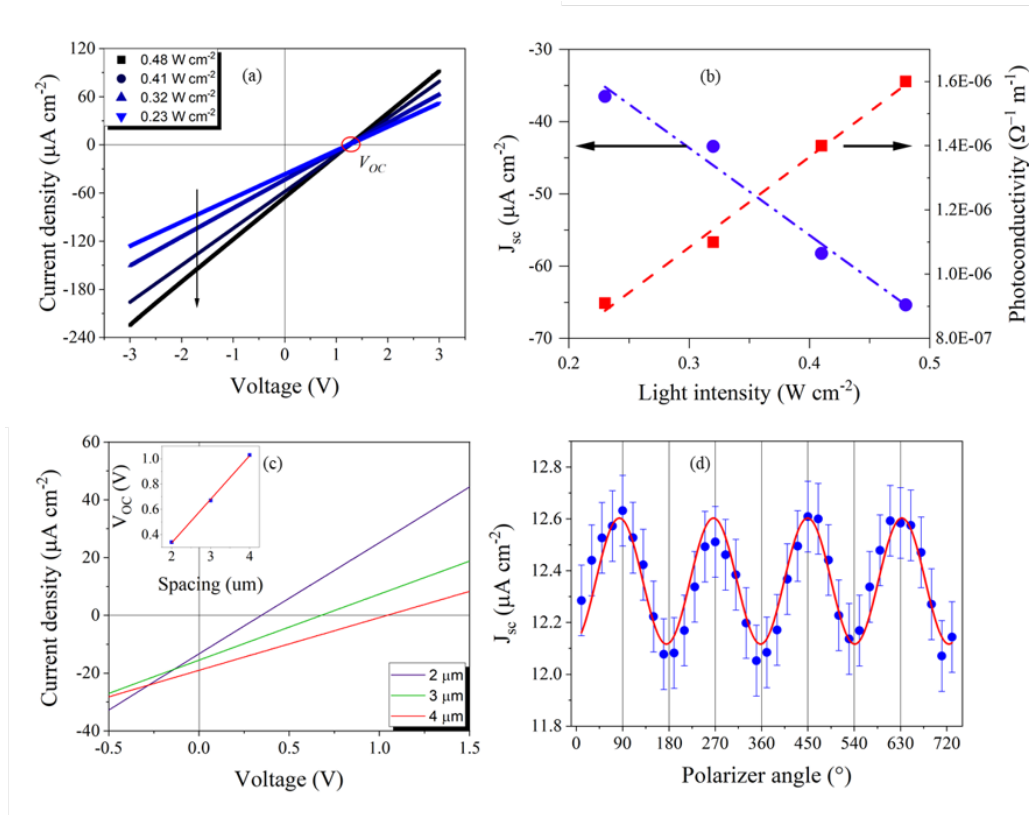 (a)
0.48 W cm⁻²
0.41 W cm⁻²
0.32 W cm⁻²
0.23 W cm⁻²
V_OC
120
60
0
-60
-120
-180
-240
Current density (µA cm⁻²)
-3 -2 -1 0 1 2 3
Voltage (V)
(b)
-30
-40
-50
-60
-70
J_sc (µA cm⁻²)
1.6E-06
1.4E-06
1.2E-06
1.0E-06
8.0E-07
Photoconductivity (Ω⁻¹ m⁻¹)
0.2 0.3 0.4 0.5
Light intensity (W cm⁻²)
(c)
60
40
20
0
-20
-40
Current density (µA cm⁻²)
1.0
0.8
0.6
0.4
V_OC (V)
2 3 4
Spacing (um)
2 µm
3 µm
4 µm
-0.5 0.0 0.5 1.0 1.5
Voltage (V)
(d)
12.8
12.6
12.4
12.2
12.0
11.8
J_sc (µA cm⁻²)
0 90 180 270 360 450 540 630 720
Polarizer angle (°)